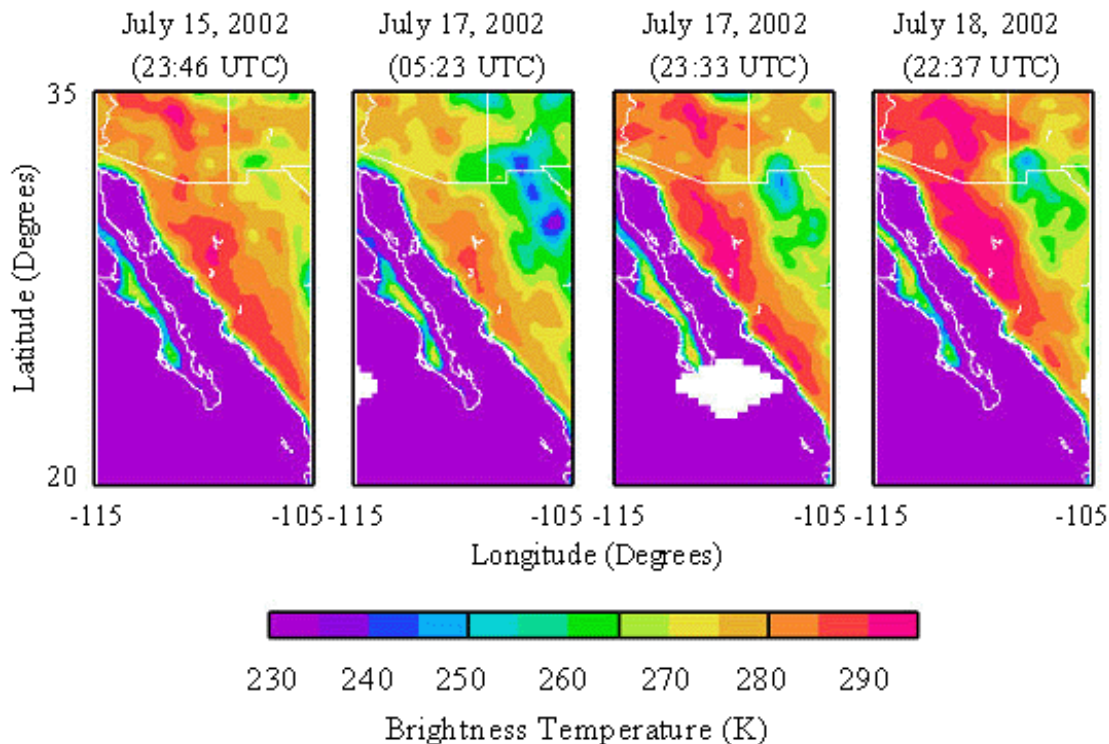 July 15, 2002 July 17, 2002 July 17, 2002 July 18, 2002
(23:46 UTC) (05:23 UTC) (23:33 UTC) (22:37 UTC)
35
Latitud e (Degrees)
20
-115 -105 -115 -105 -115 -105 -115 -105
Longitude (Degrees)
230 240 250 260 270 280 290
Brightness Temperature (K)